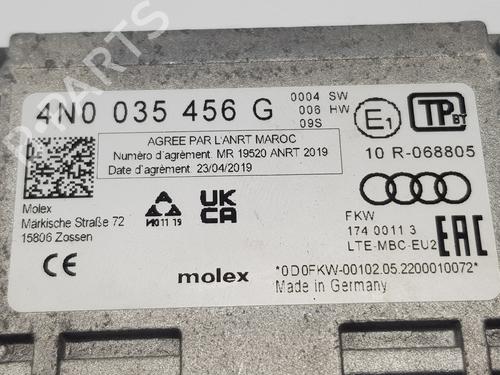 4N0 035 456 G
0004 SW
006 HW
09S
E1
TP
BY
AGREE PAR L'ANRT MAROC
Numéro d'agrément: MR 19520 ANRT 2019
Date d'agrément: 23/04/2019
10 R-068805
Molex
Märkische Straße 72
15806 Zossen
UK
CA
FKW
174 0011 3
LTE-MBC-EU2
EAC
CE
molex
*0D0FKW-00102.05.2200010072*
Made in Germany
B-PARTS